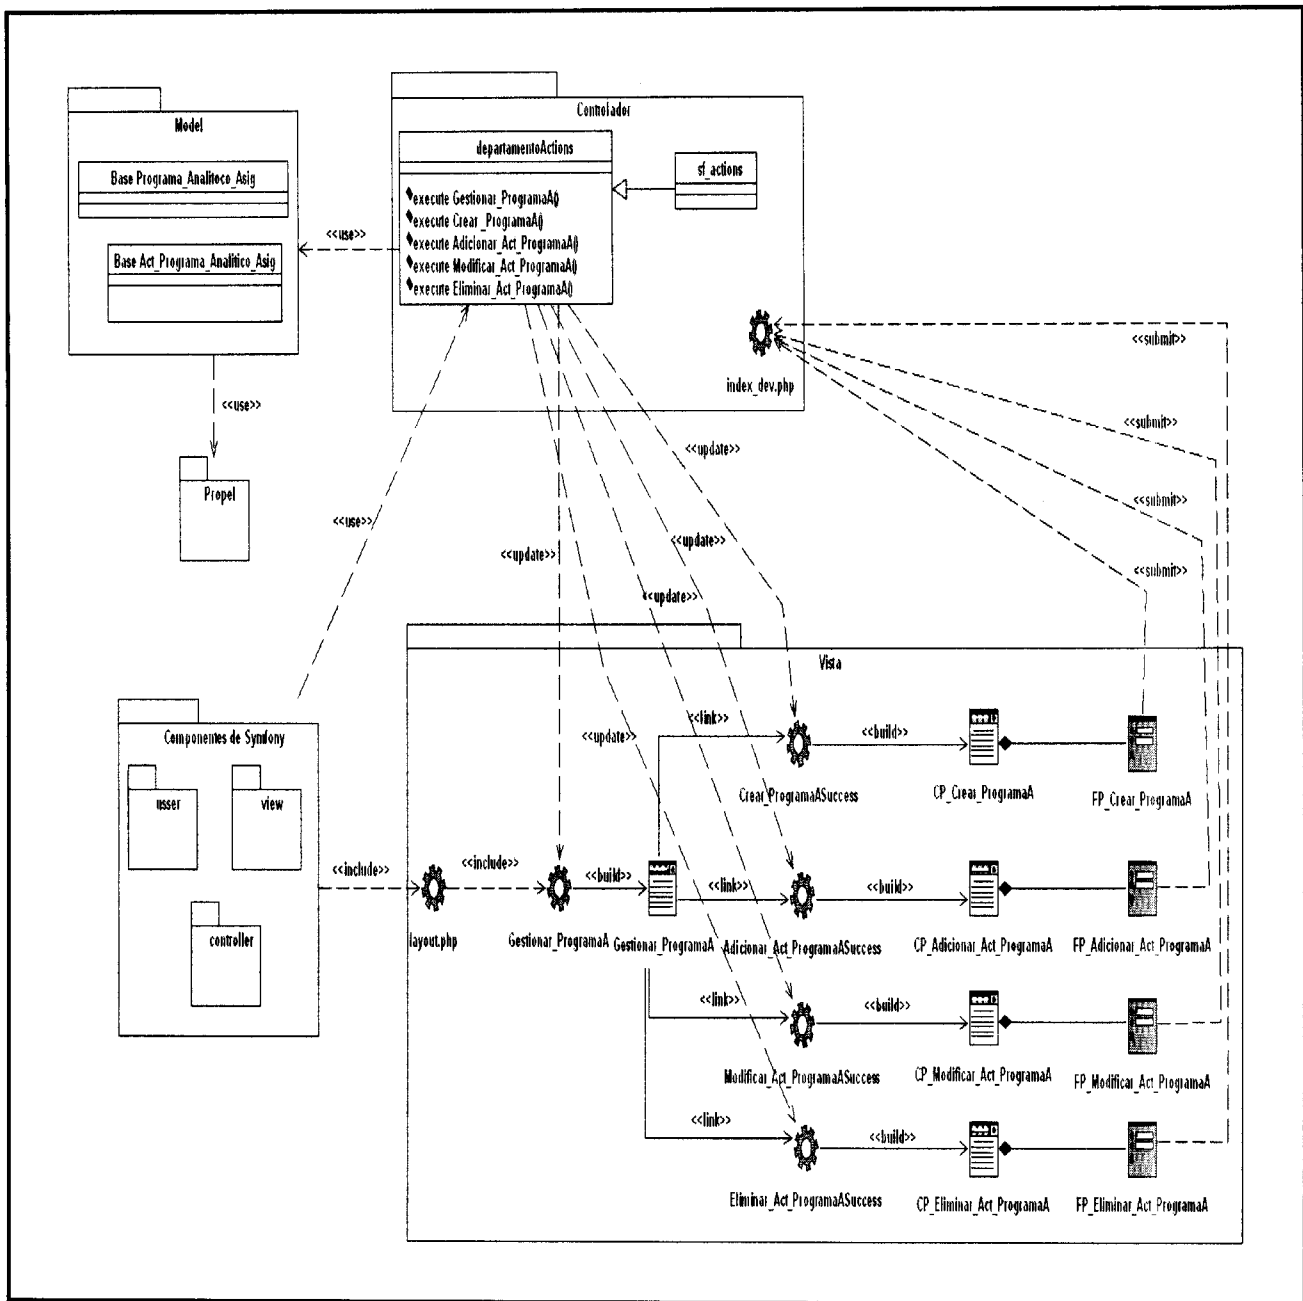 Controlador
Model
departamentoActions
sf_actions
Base Programa_Analitoco_Asig
execute Gestionar_ProgramaA()
execute Crear_ProgramaA()
<<use>>
execute Adicionar_Act_ProgramaA()
Base Act_Programa_Analitico_Asig
execute Modificar_Act_ProgramaA()
execute Eliminar_Act_ProgramaA()
<<submit>>
index_dev.php
<<use>>
<<submit>>
<<update>>
Propel
<<submit>>
<<use>>
<<update>>
<<update>>
<<submit>>
<<update>>
Vista
<<link>>
Componentes de Symfony
<<update>>
<<build>>
usser
view
Crear_ProgramaASuccess
CP_Crear_ProgramaA
FP_Crear_ProgramaA
<<include>>
<<include>>
<<build>>
<<link>>
<<build>>
controller
layout.php
Gestionar_ProgramaA
Gestionar_ProgramaA
Adicionar_Act_ProgramaASuccess
CP_Adicionar_Act_ProgramaA
FP_Adicionar_Act_ProgramaA
<<link>>
<<build>>
Modificar_Act_ProgramaASuccess
CP_Modificar_Act_ProgramaA
FP_Modificar_Act_ProgramaA
<<link>>
<<build>>
Eliminar_Act_ProgramaASuccess
CP_Eliminar_Act_ProgramaA
FP_Eliminar_Act_ProgramaA